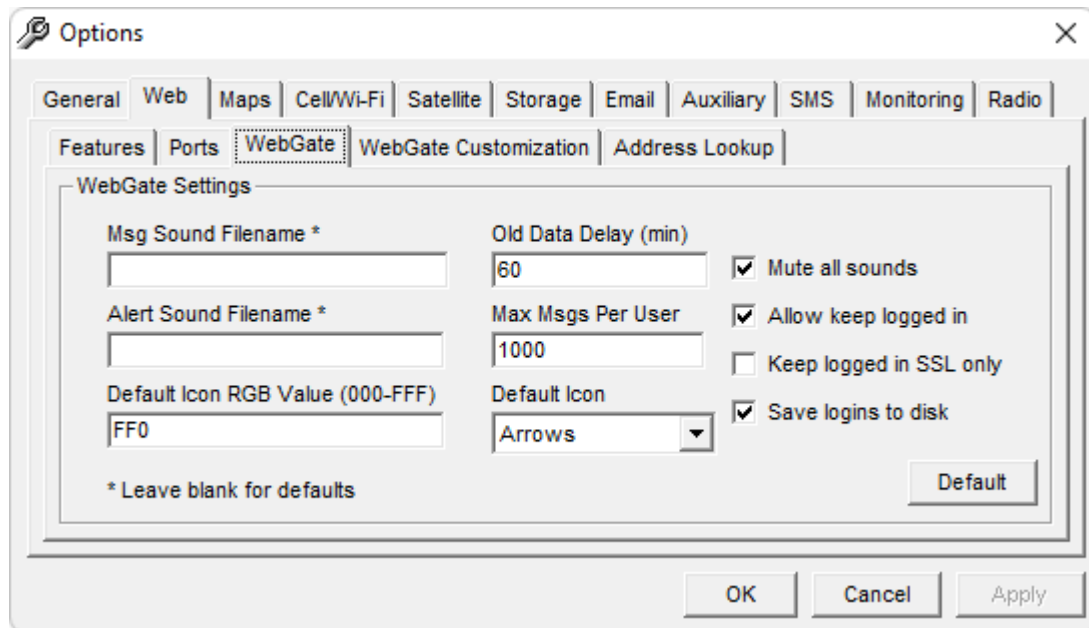 Options
General Web Maps Cell/Wi-Fi Satellite Storage Email Auxiliary SMS Monitoring Radio
Features Ports WebGate WebGate Customization Address Lookup
WebGate Settings
Msg Sound Filename *
Old Data Delay (min)
60
Mute all sounds
Alert Sound Filename *
Max Msgs Per User
1000
Allow keep logged in
Keep logged in SSL only
Default Icon RGB Value (000-FFF)
FF0
Default Icon
Arrows
Save logins to disk
* Leave blank for defaults
Default
OK Cancel Apply